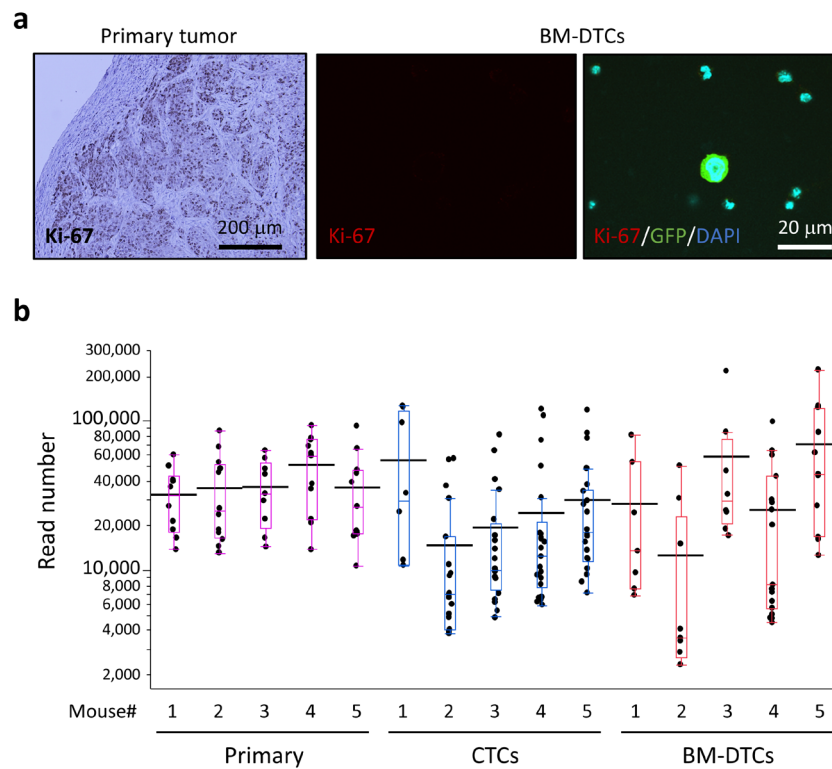 a
Primary tumor
BM-DTCs
Ki-67
200 μm
Ki-67
Ki-67/GFP/DAPI
20 μm
b
Read number
300,000
200,000
100,000
80,000
60,000
40,000
20,000
10,000
8,000
6,000
4,000
2,000
Mouse# 1 2 3 4 5 1 2 3 4 5 1 2 3 4 5
Primary CTCs BM-DTCs